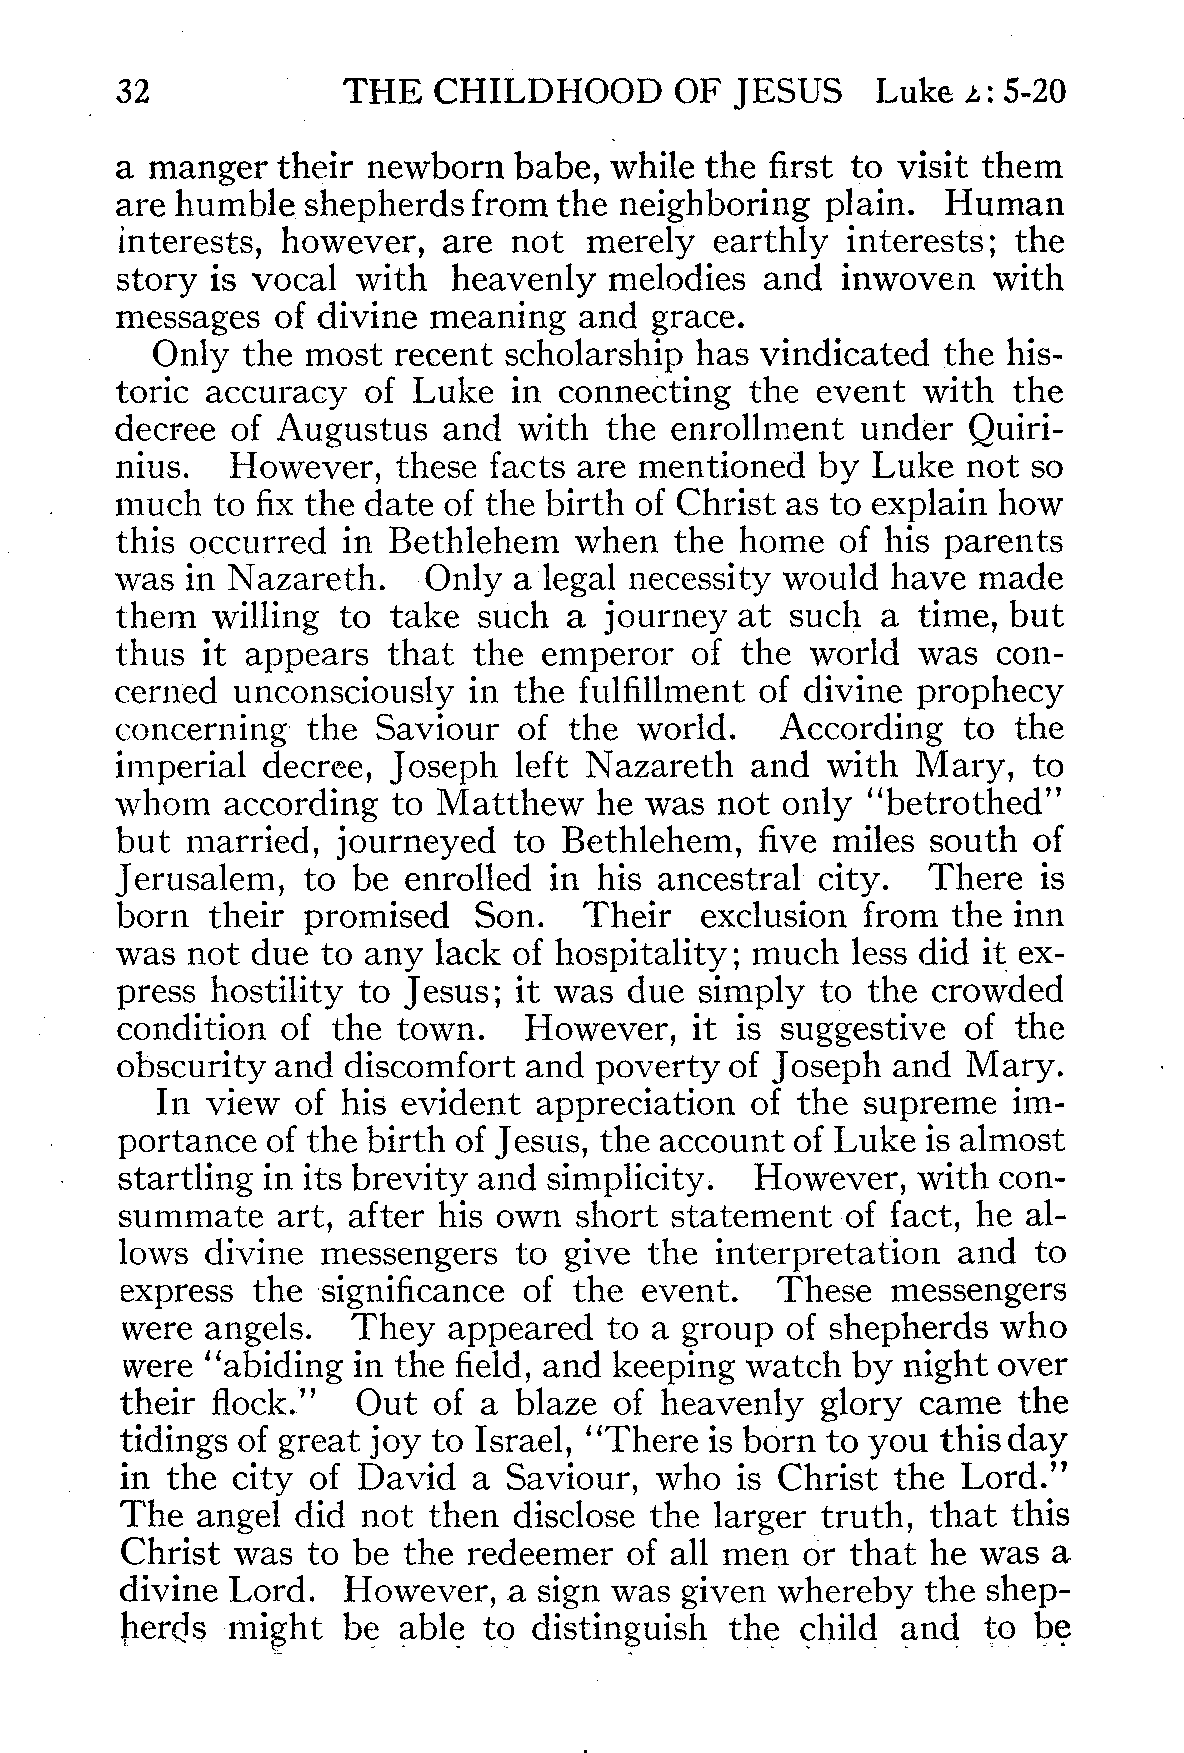 32 THE CHILDHOOD OF JESUS Luke 2: 5-20
a manger their newborn babe, while the first to visit them
are humble shepherds from the neighboring plain. Human
interests, however, are not merely earthly interests; the
story is vocal with heavenly melodies and inwoven with
messages of divine meaning and grace.
Only the most recent scholarship has vindicated the his-
toric accuracy of Luke in connecting the event with the
decree of Augustus and with the enrollment under Quiri-
nius. However, these facts are mentioned by Luke not so
much to fix the date of the birth of Christ as to explain how
this occurred in Bethlehem when the home of his parents
was in Nazareth. Only a legal necessity would have made
them willing to take such a journey at such a time, but
thus it appears that the emperor of the world was con-
cerned unconsciously in the fulfillment of divine prophecy
concerning the Saviour of the world. According to the
imperial decree, Joseph left Nazareth and with Mary, to
whom according to Matthew he was not only "betrothed"
but married, journeyed to Bethlehem, five miles south of
Jerusalem, to be enrolled in his ancestral city. There is
born their promised Son. Their exclusion from the inn
was not due to any lack of hospitality; much less did it ex-
press hostility to Jesus; it was due simply to the crowded
condition of the town. However, it is suggestive of the
obscurity and discomfort and poverty of Joseph and Mary.
In view of his evident appreciation of the supreme im-
portance of the birth of Jesus, the account of Luke is almost
startling in its brevity and simplicity. However, with con-
summate art, after his own short statement of fact, he al-
lows divine messengers to give the interpretation and to
express the significance of the event. These messengers
were angels. They appeared to a group of shepherds who
were "abiding in the field, and keeping watch by night over
their flock." Out of a blaze of heavenly glory came the
tidings of great joy to Israel, "There is born to you this day
in the city of David a Saviour, who is Christ the Lord."
The angel did not then disclose the larger truth, that this
Christ was to be the redeemer of all men or that he was a
divine Lord. However, a sign was given whereby the shep-
herds might be able to distinguish the child and to be